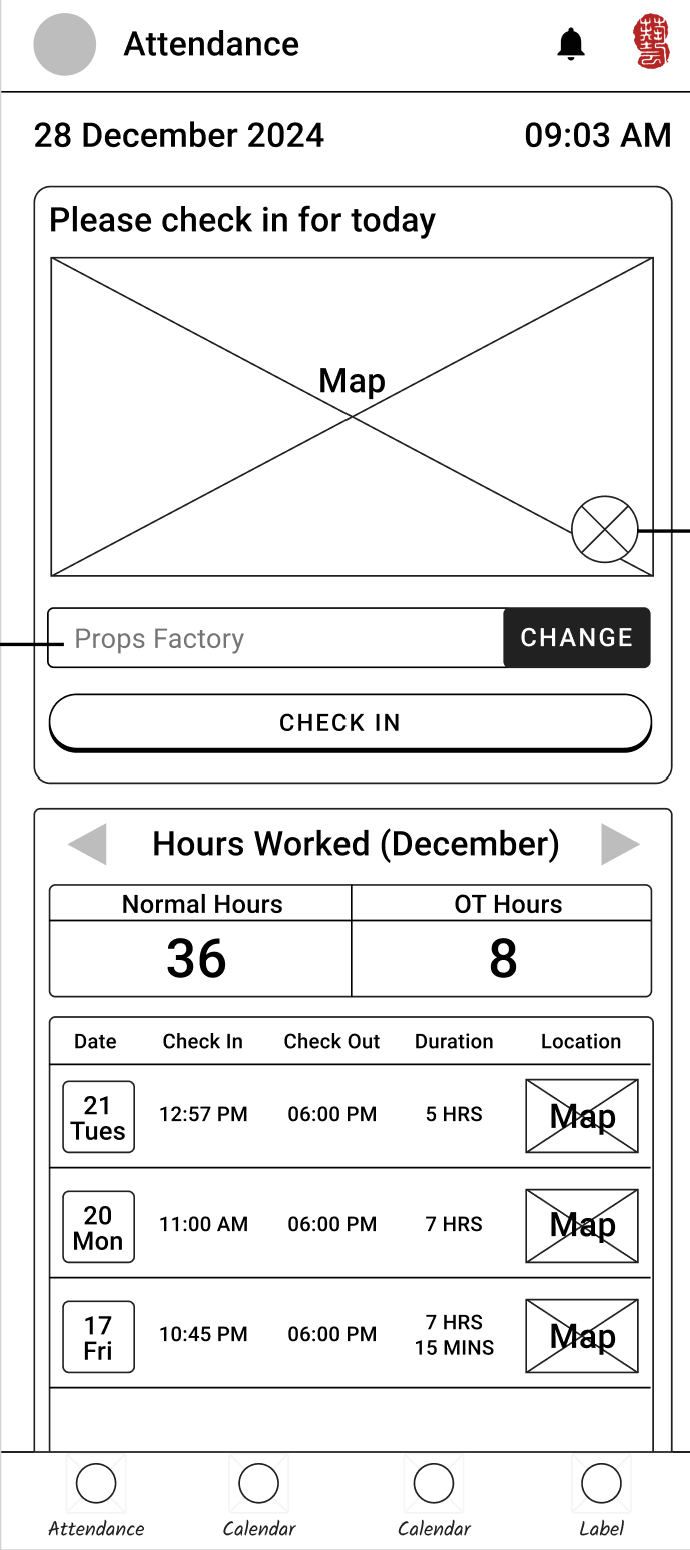 Attendance
28 December 2024 09:03 AM
Please check in for today
Map
Props Factory CHANGE
CHECK IN
Hours Worked (December)
Normal Hours OT Hours
36 8
Date Check In Check Out Duration Location
21
Tues 12:57 PM 06:00 PM 5 HRS Map
20
Mon 11:00 AM 06:00 PM 7 HRS Map
17
Fri 10:45 PM 06:00 PM 7 HRS
15 MINS Map
Attendance Calendar Calendar Label